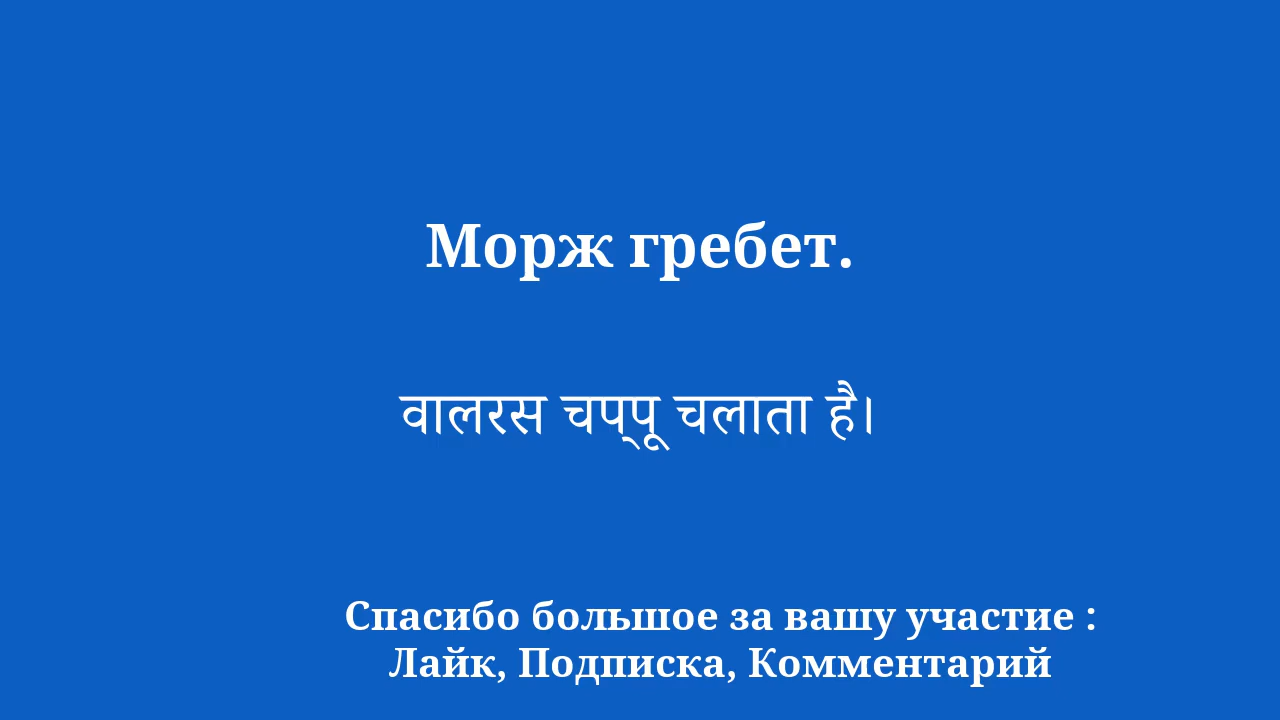 Морж гребет.
वालरस चप्पू चलाता है।
Спасибо большое за вашу участие :
Лайк, Подписка, Комментарий